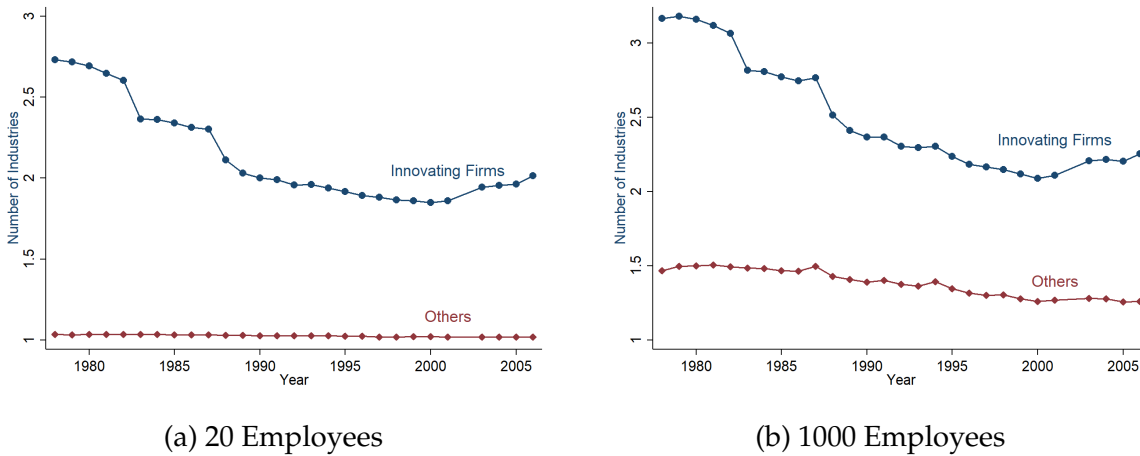 Number of Industries
3
2.5
2
1.5
1
Innovating Firms
Others
1980 1985 1990 1995 2000 2005
Year
(a) 20 Employees
Number of Industries
3
2.5
2
1.5
1
Innovating Firms
Others
1980 1985 1990 1995 2000 2005
Year
(b) 1000 Employees